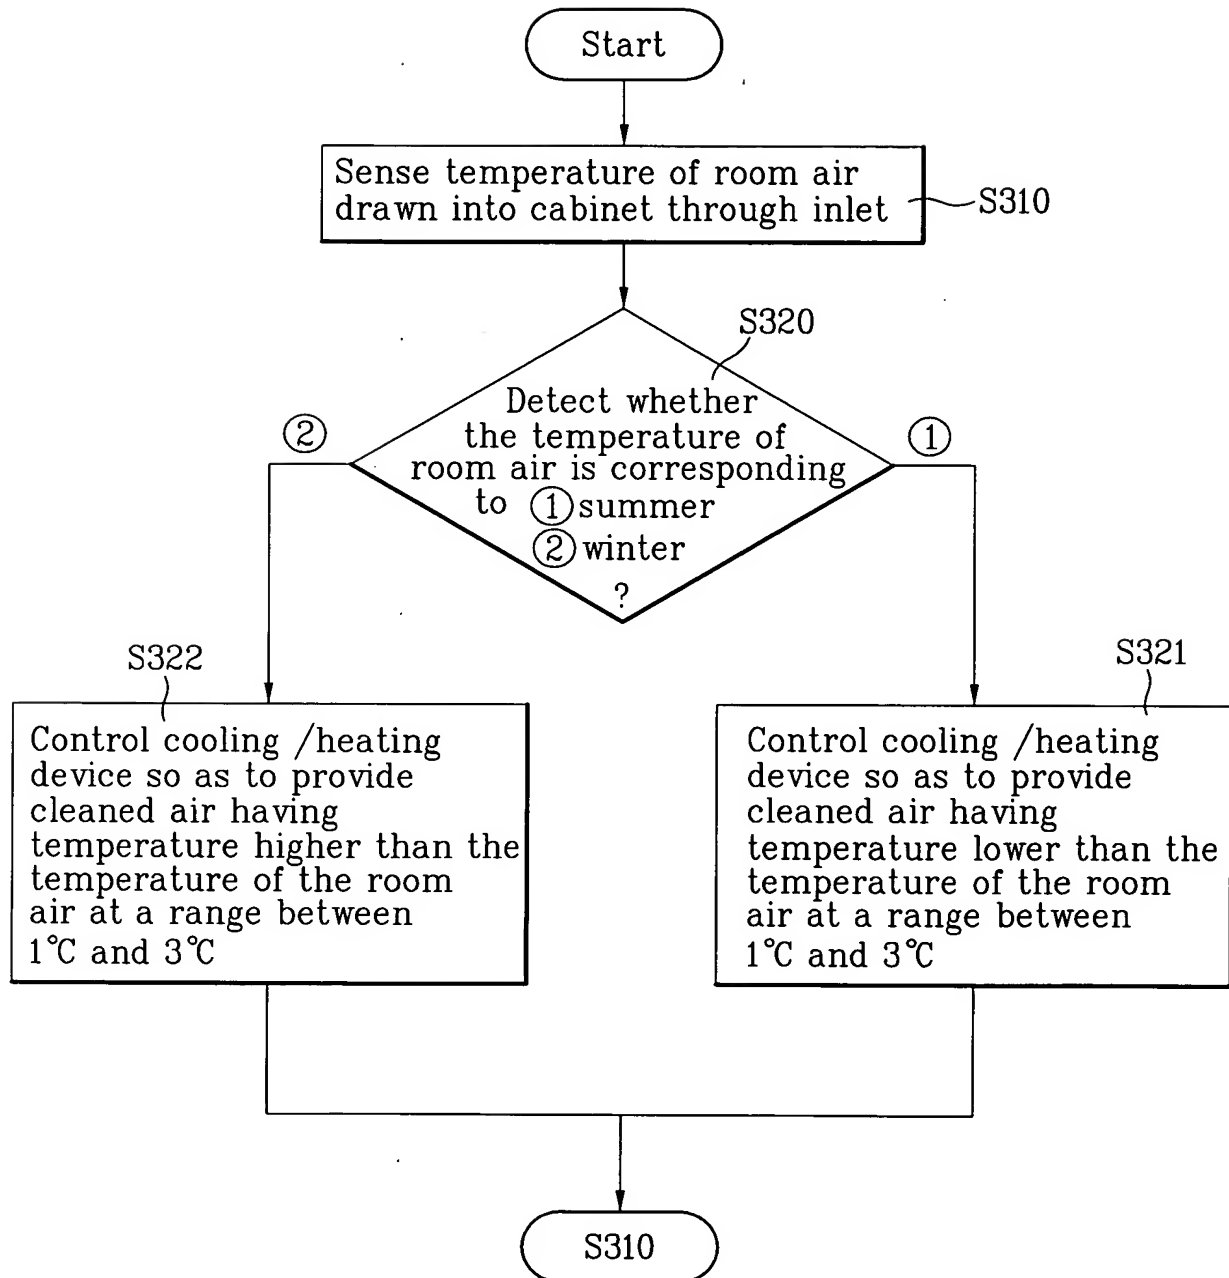 Start
Sense temperature of room air
drawn into cabinet through inlet
S310
S320
Detect whether
the temperature of
room air is corresponding
to ① summer
② winter
?
②
①
S322
Control cooling /heating
device so as to provide
cleaned air having
temperature higher than the
temperature of the room
air at a range between
1℃ and 3℃
S321
Control cooling /heating
device so as to provide
cleaned air having
temperature lower than the
temperature of the room
air at a range between
1℃ and 3℃
S310